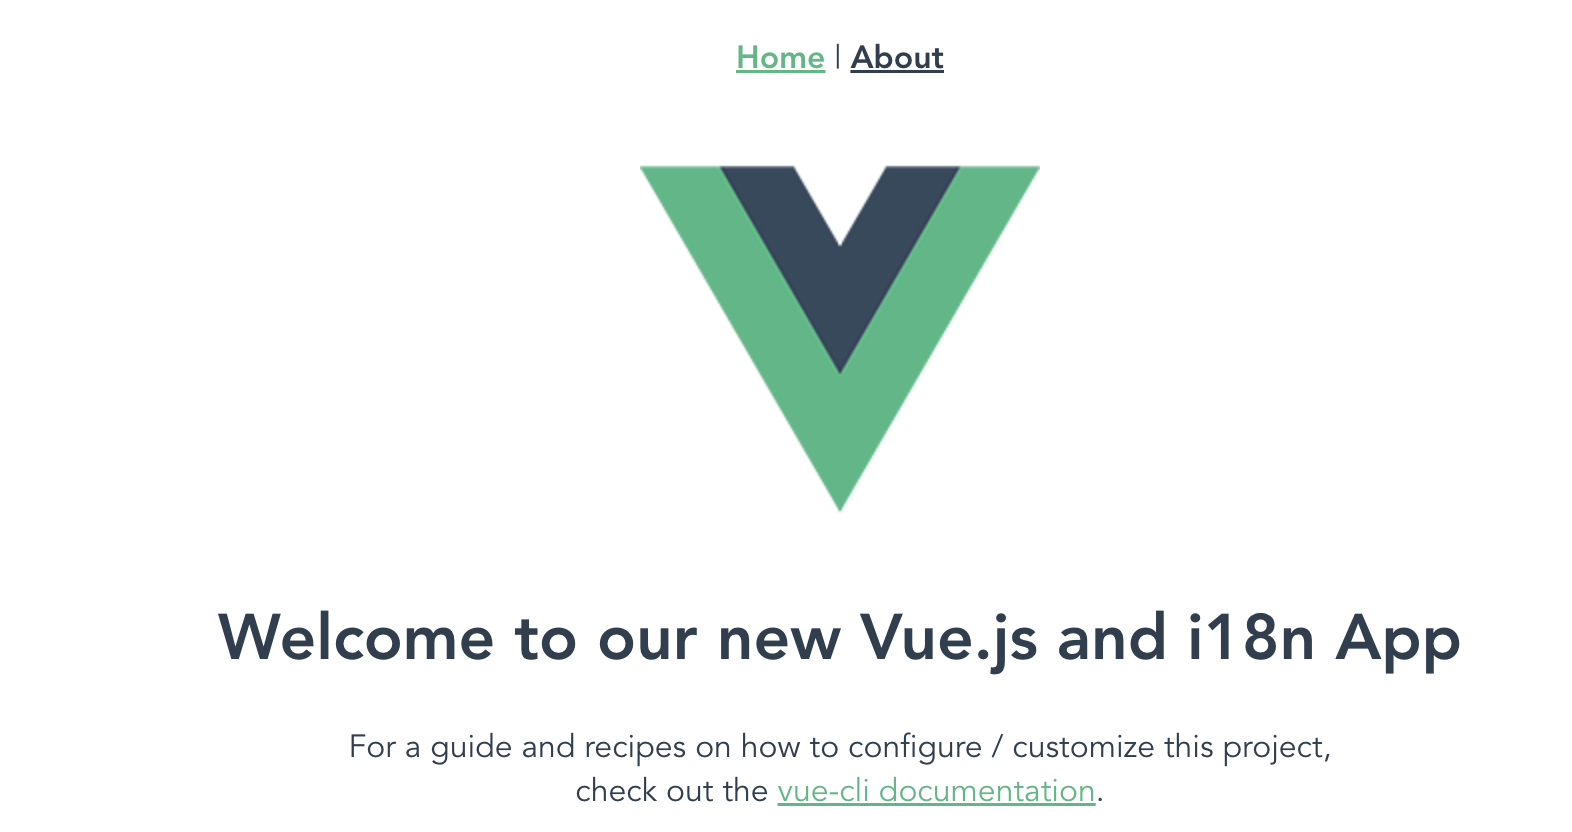 Home | About
Welcome to our new Vue.js and i18n App
For a guide and recipes on how to configure / customize this project,
check out the vue-cli documentation.